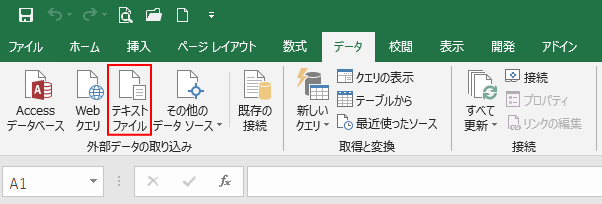 ファイル ホーム 挿入 ページ レイアウト 数式 データ 校閲 表示 開発 アドイン
Access
データベース
Web
クエリ
テキスト
ファイル
その他の
データ ソース
既存の
接続
外部データの取り込み
新しい
クエリ
クエリの表示
テーブルから
最近使ったソース
取得と変換
すべて
更新
接続
プロパティ
リンクの編集
接続
A1
fx